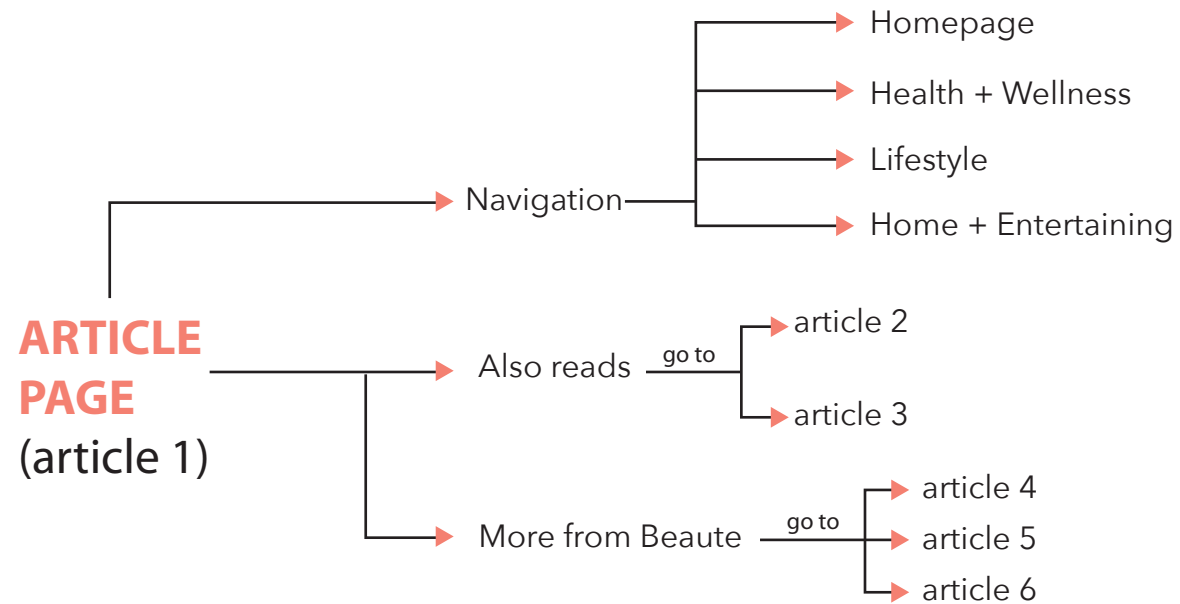 Homepage
Health + Wellness
Lifestyle
Navigation
Home + Entertaining
ARTICLE
PAGE
(article 1)
Also reads
go to
article 2
article 3
More from Beaute
go to
article 4
article 5
article 6